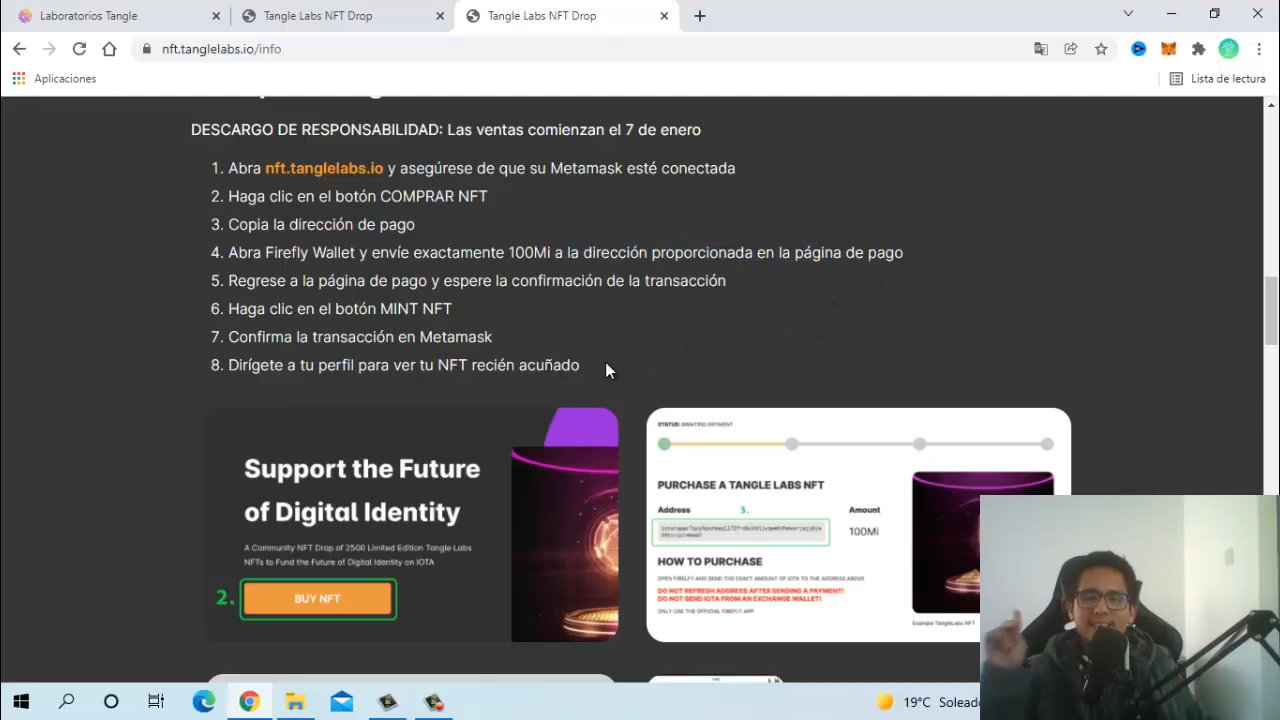 Laboratorios Tangle
Tangle Labs NFT Drop
Tangle Labs NFT Drop
nft.tanglelabs.io/info
Aplicaciones
Lista de lectura
DESCARGO DE RESPONSABILIDAD: Las ventas comienzan el 7 de enero
1. Abra nft.tanglelabs.io y asegúrese de que su Metamask esté conectada
2. Haga clic en el botón COMPRAR NFT
3. Copia la dirección de pago
4. Abra Firefly Wallet y envíe exactamente 100Mi a la dirección proporcionada en la página de pago
5. Regrese a la página de pago y espere la confirmación de la transacción
6. Haga clic en el botón MINT NFT
7. Confirma la transacción en Metamask
8. Dirígete a tu perfil para ver tu NFT recién acuñado
Support the Future
of Digital Identity
A Community NFT Drop of 2500 Limited Edition Tangle Labs
NFTs to Fund the Future of Digital Identity on IOTA
2. BUY NFT
STATUS: AWAITING PAYMENT
PURCHASE A TANGLE LABS NFT
Address 3. Amount
100Mi
HOW TO PURCHASE
OPEN FIREFLY AND SEND THE EXACT AMOUNT OF IOTA TO THE ADDRESS ABOVE
DO NOT REFRESH ADDRESS AFTER SENDING A PAYMENT!
DO NOT SEND IOTA FROM AN EXCHANGE WALLET!
ONLY USE THE OFFICIAL FIREFLY APP
Example TangleLabs NFT
19°C Soleado